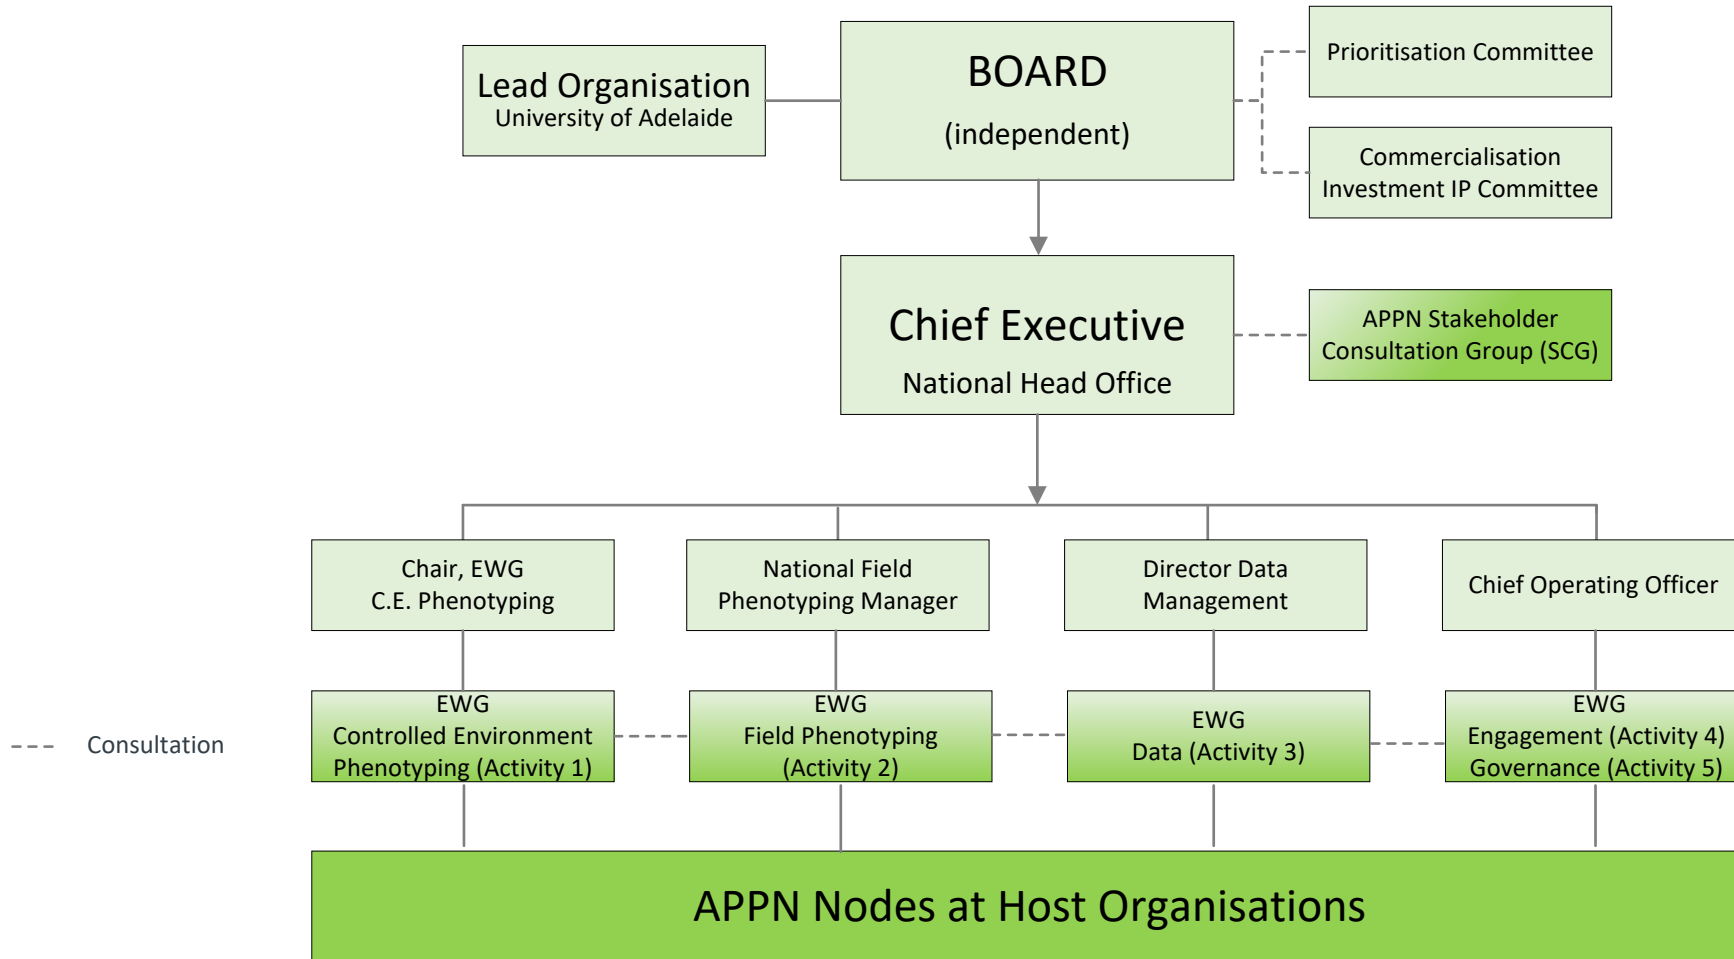 Lead Organisation
University of Adelaide
BOARD
(independent)
Prioritisation Committee
Commercialisation
Investment IP Committee
Chief Executive
National Head Office
APPN Stakeholder
Consultation Group (SCG)
Chair, EWG
C.E. Phenotyping
National Field
Phenotyping Manager
Director Data
Management
Chief Operating Officer
EWG
Controlled Environment
Phenotyping (Activity 1)
EWG
Field Phenotyping
(Activity 2)
EWG
Data (Activity 3)
EWG
Engagement (Activity 4)
Governance (Activity 5)
Consultation
APPN Nodes at Host Organisations